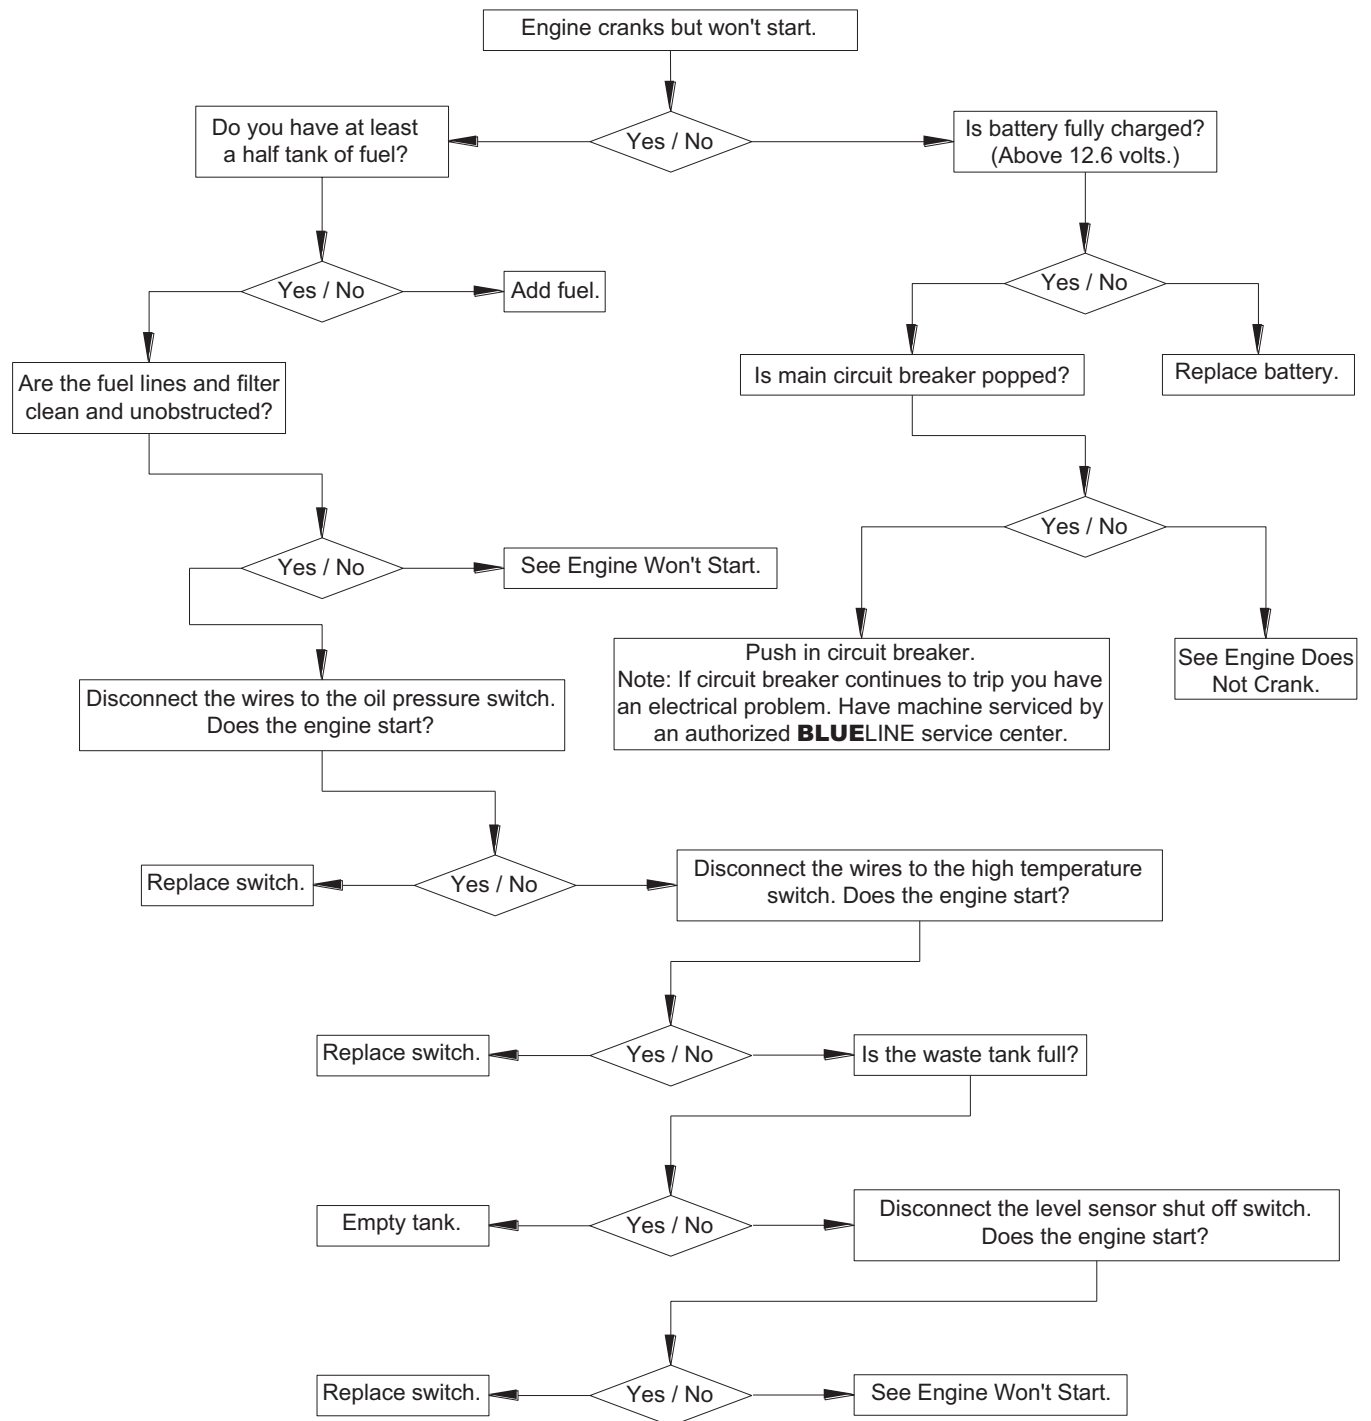 Engine cranks but won't start.
Do you have at least
a half tank of fuel?
Yes / No
Is battery fully charged?
(Above 12.6 volts.)
Yes / No
Add fuel.
Yes / No
Are the fuel lines and filter
clean and unobstructed?
Is main circuit breaker popped?
Replace battery.
Yes / No
See Engine Won't Start.
Yes / No
Disconnect the wires to the oil pressure switch.
Does the engine start?
Push in circuit breaker.
Note: If circuit breaker continues to trip you have
an electrical problem. Have machine serviced by
an authorized BLUELINE service center.
See Engine Does
Not Crank.
Replace switch.
Yes / No
Disconnect the wires to the high temperature
switch. Does the engine start?
Replace switch.
Yes / No
Is the waste tank full?
Empty tank.
Yes / No
Disconnect the level sensor shut off switch.
Does the engine start?
Replace switch.
Yes / No
See Engine Won't Start.